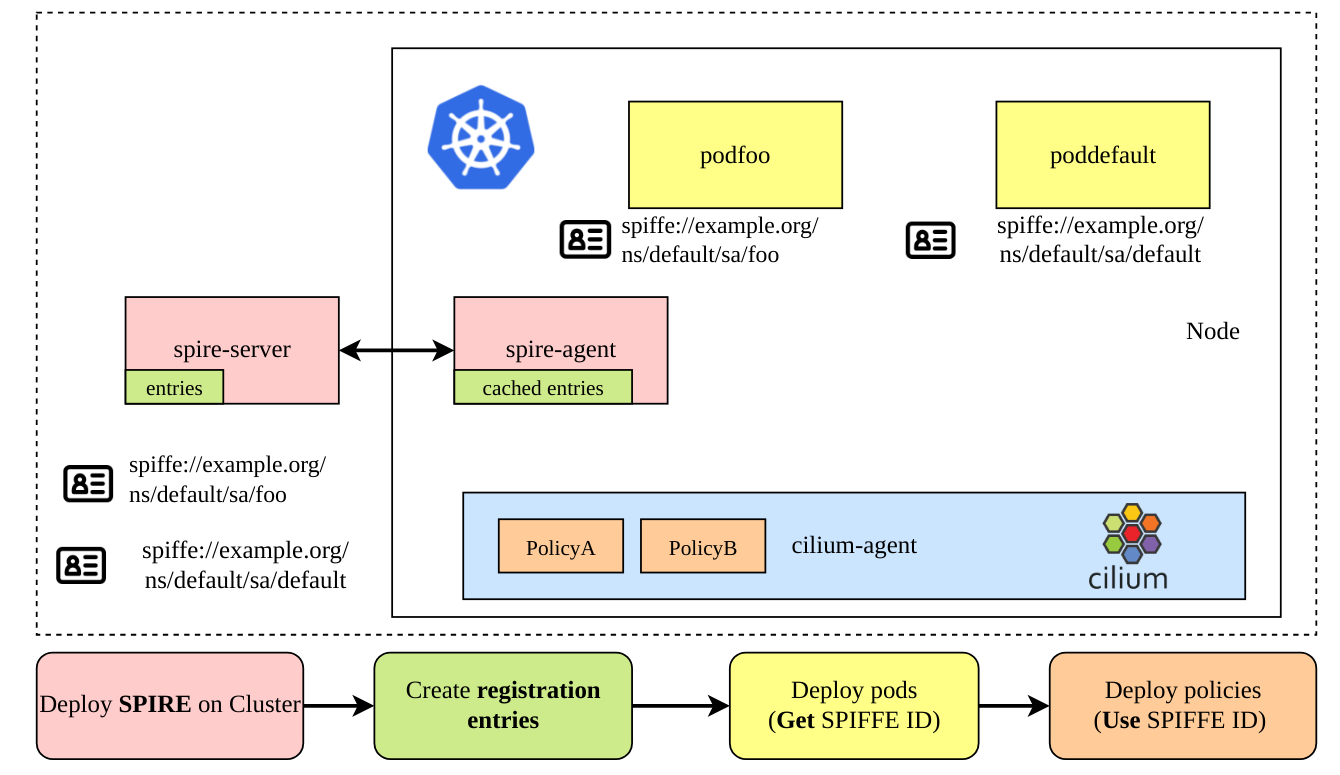 podfoo
poddefault
spiffe://example.org/
ns/default/sa/foo
spiffe://example.org/
ns/default/sa/default
Node
spire-server
entries
spire-agent
cached entries
spiffe://example.org/
ns/default/sa/foo
spiffe://example.org/
ns/default/sa/default
PolicyA
PolicyB
cilium-agent
cilium
Deploy SPIRE on Cluster
Create registration
entries
Deploy pods
(Get SPIFFE ID)
Deploy policies
(Use SPIFFE ID)